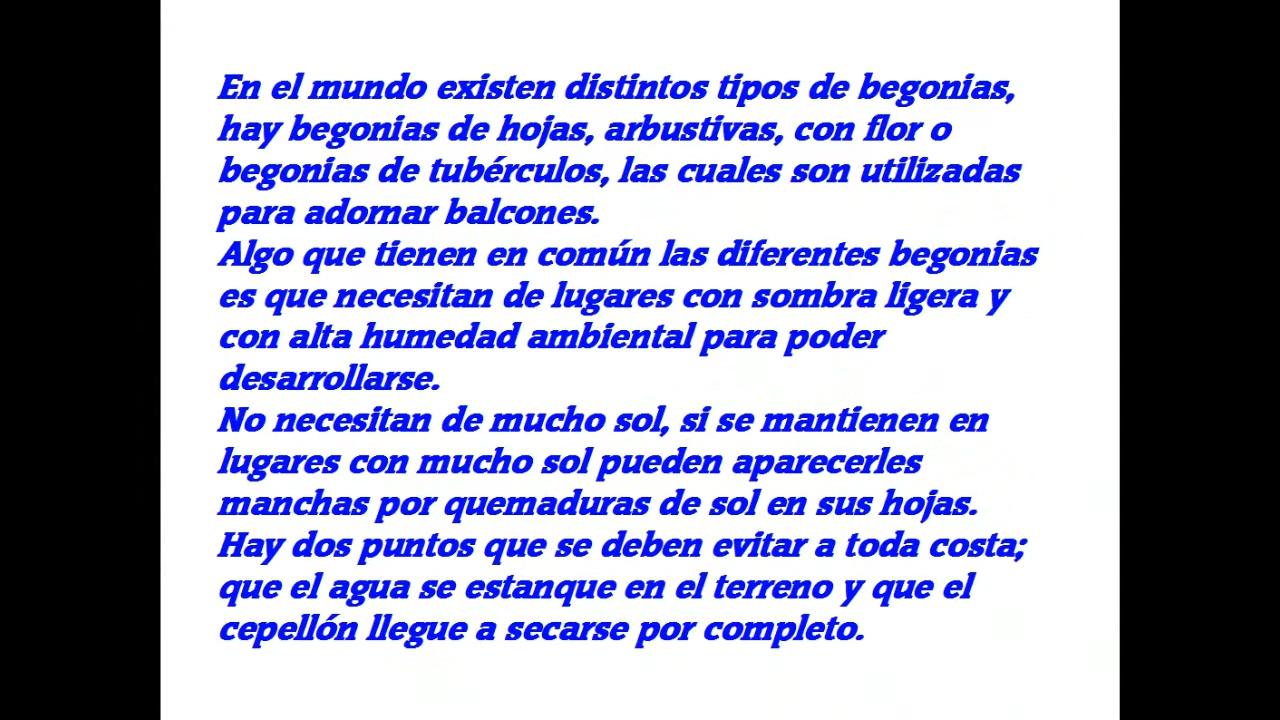 En el mundo existen distintos tipos de begonias,
hay begonias de hojas, arbustivas, con flor o
begonias de tubérculos, las cuales son utilizadas
para adornar balcones.
Algo que tienen en común las diferentes begonias
es que necesitan de lugares con sombra ligera y
con alta humedad ambiental para poder
desarrollarse.
No necesitan de mucho sol, si se mantienen en
lugares con mucho sol pueden aparecerles
manchas por quemaduras de sol en sus hojas.
Hay dos puntos que se deben evitar a toda costa;
que el agua se estanque en el terreno y que el
cepellón llegue a secarse por completo.